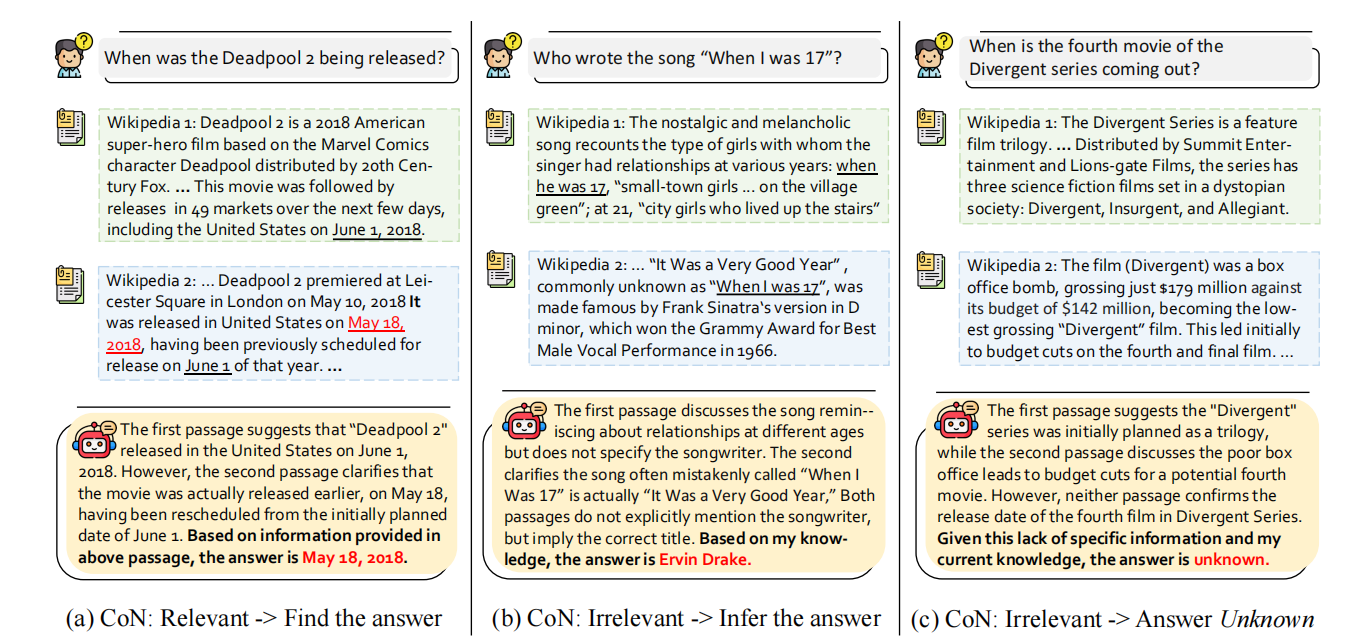 When was the Deadpool 2 being released?
Wikipedia 1: Deadpool 2 is a 2018 American
super-hero film based on the Marvel Comics
character Deadpool distributed by 20th Cen-
tury Fox. ... This movie was followed by
releases in 49 markets over the next few days,
including the United States on June 1, 2018.
Wikipedia 2: ... Deadpool 2 premiered at Lei-
cester Square in London on May 10, 2018 It
was released in United States on May 18,
2018, having been previously scheduled for
release on June 1 of that year. ...
The first passage suggests that “Deadpool 2"
released in the United States on June 1,
2018. However, the second passage clarifies that
the movie was actually released earlier, on May 18,
having been rescheduled from the initially planned
date of June 1. Based on information provided in
above passage, the answer is May 18, 2018.
(a) CoN: Relevant -> Find the answer
Who wrote the song “When I was 17”?
Wikipedia 1: The nostalgic and melancholic
song recounts the type of girls with whom the
singer had relationships at various years: when
he was 17, “small-town girls ... on the village
green”; at 21, “city girls who lived up the stairs”
Wikipedia 2: ... “It Was a Very Good Year” ,
commonly unknown as “When I was 17”, was
made famous by Frank Sinatra‘s version in D
minor, which won the Grammy Award for Best
Male Vocal Performance in 1966.
The first passage discusses the song remin--
iscing about relationships at different ages
but does not specify the songwriter. The second
clarifies the song often mistakenly called “When I
Was 17” is actually “It Was a Very Good Year,” Both
passages do not explicitly mention the songwriter,
but imply the correct title. Based on my know-
ledge, the answer is Ervin Drake.
(b) CoN: Irrelevant -> Infer the answer
When is the fourth movie of the
Divergent series coming out?
Wikipedia 1: The Divergent Series is a feature
film trilogy. ... Distributed by Summit Enter-
tainment and Lions-gate Films, the series has
three science fiction films set in a dystopian
society: Divergent, Insurgent, and Allegiant.
Wikipedia 2: The film (Divergent) was a box
office bomb, grossing just $179 million against
its budget of $142 million, becoming the low-
est grossing “Divergent” film. This led initially
to budget cuts on the fourth and final film. ...
The first passage suggests the "Divergent"
series was initially planned as a trilogy,
while the second passage discusses the poor box
office leads to budget cuts for a potential fourth
movie. However, neither passage confirms the
release date of the fourth film in Divergent Series.
Given this lack of specific information and my
current knowledge, the answer is unknown.
(c) CoN: Irrelevant -> Answer Unknown